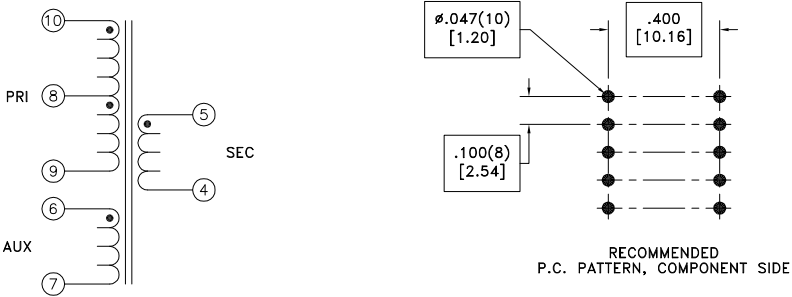 10
PRI
8
9
5
SEC
4
6
AUX
7
ø.047(10)
[1.20]
.400
[10.16]
.100(8)
[2.54]
RECOMMENDED
P.C. PATTERN, COMPONENT SIDE